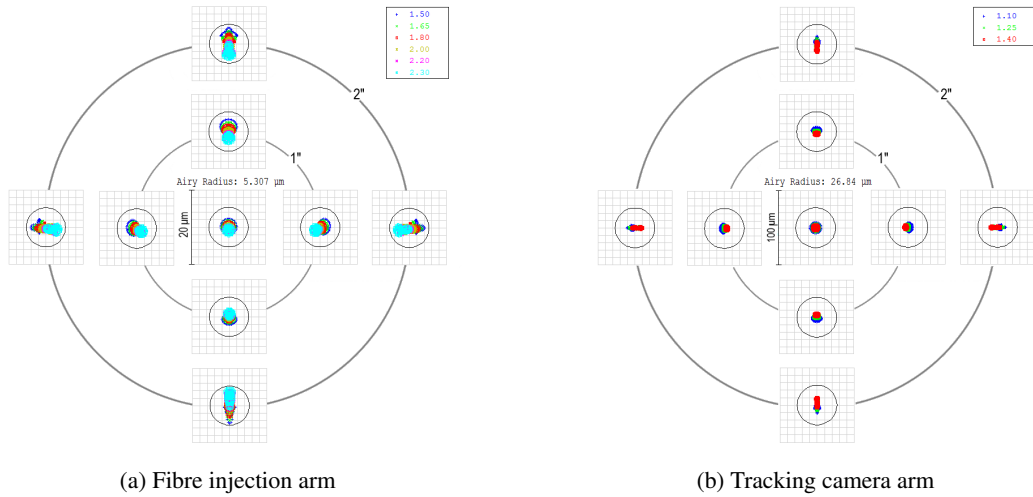 1.50
1.65
1.80
2.00
2.20
2.30
2"
1"
Airy Radius: 5.307 µm
20 µm
(a) Fibre injection arm
1.10
1.25
1.40
2"
1"
Airy Radius: 26.84 µm
100 µm
(b) Tracking camera arm